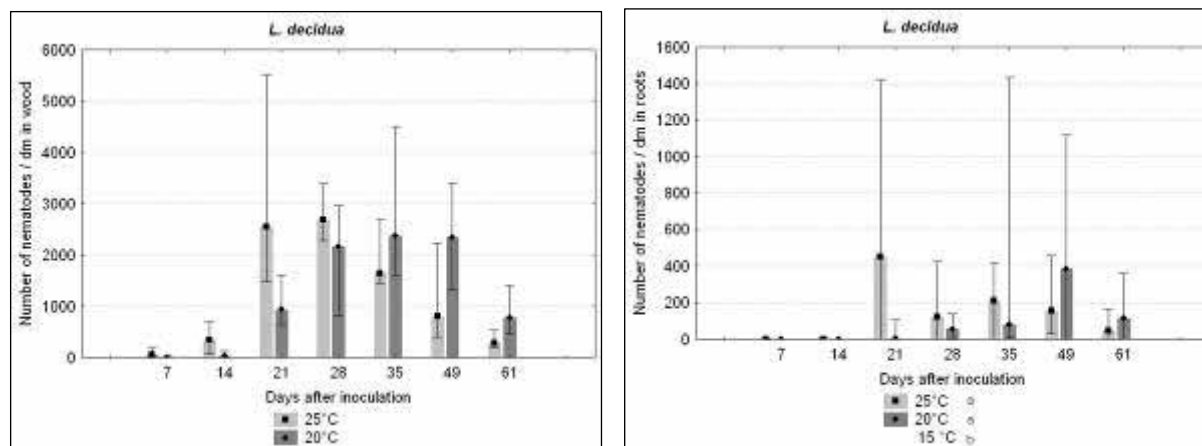 L. decidua
Number of nematodes / dm in wood
6000
5000
4000
3000
2000
1000
0
7 14 21 28 35 49 61
Days after inoculation
25°C
20°C
L. decidua
Number of nematodes / dm in roots
1600
1400
1200
1000
800
600
400
200
0
7 14 21 28 35 49 61
Days after inoculation
25°C
20°C
15 °C